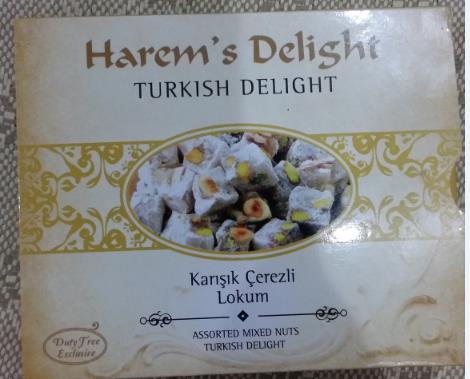 Harem's Delight
TURKISH DELIGHT
Karışık Çerezli
Lokum
ASSORTED MIXED NUTS
TURKISH DELIGHT
Duty Free
Exclusive